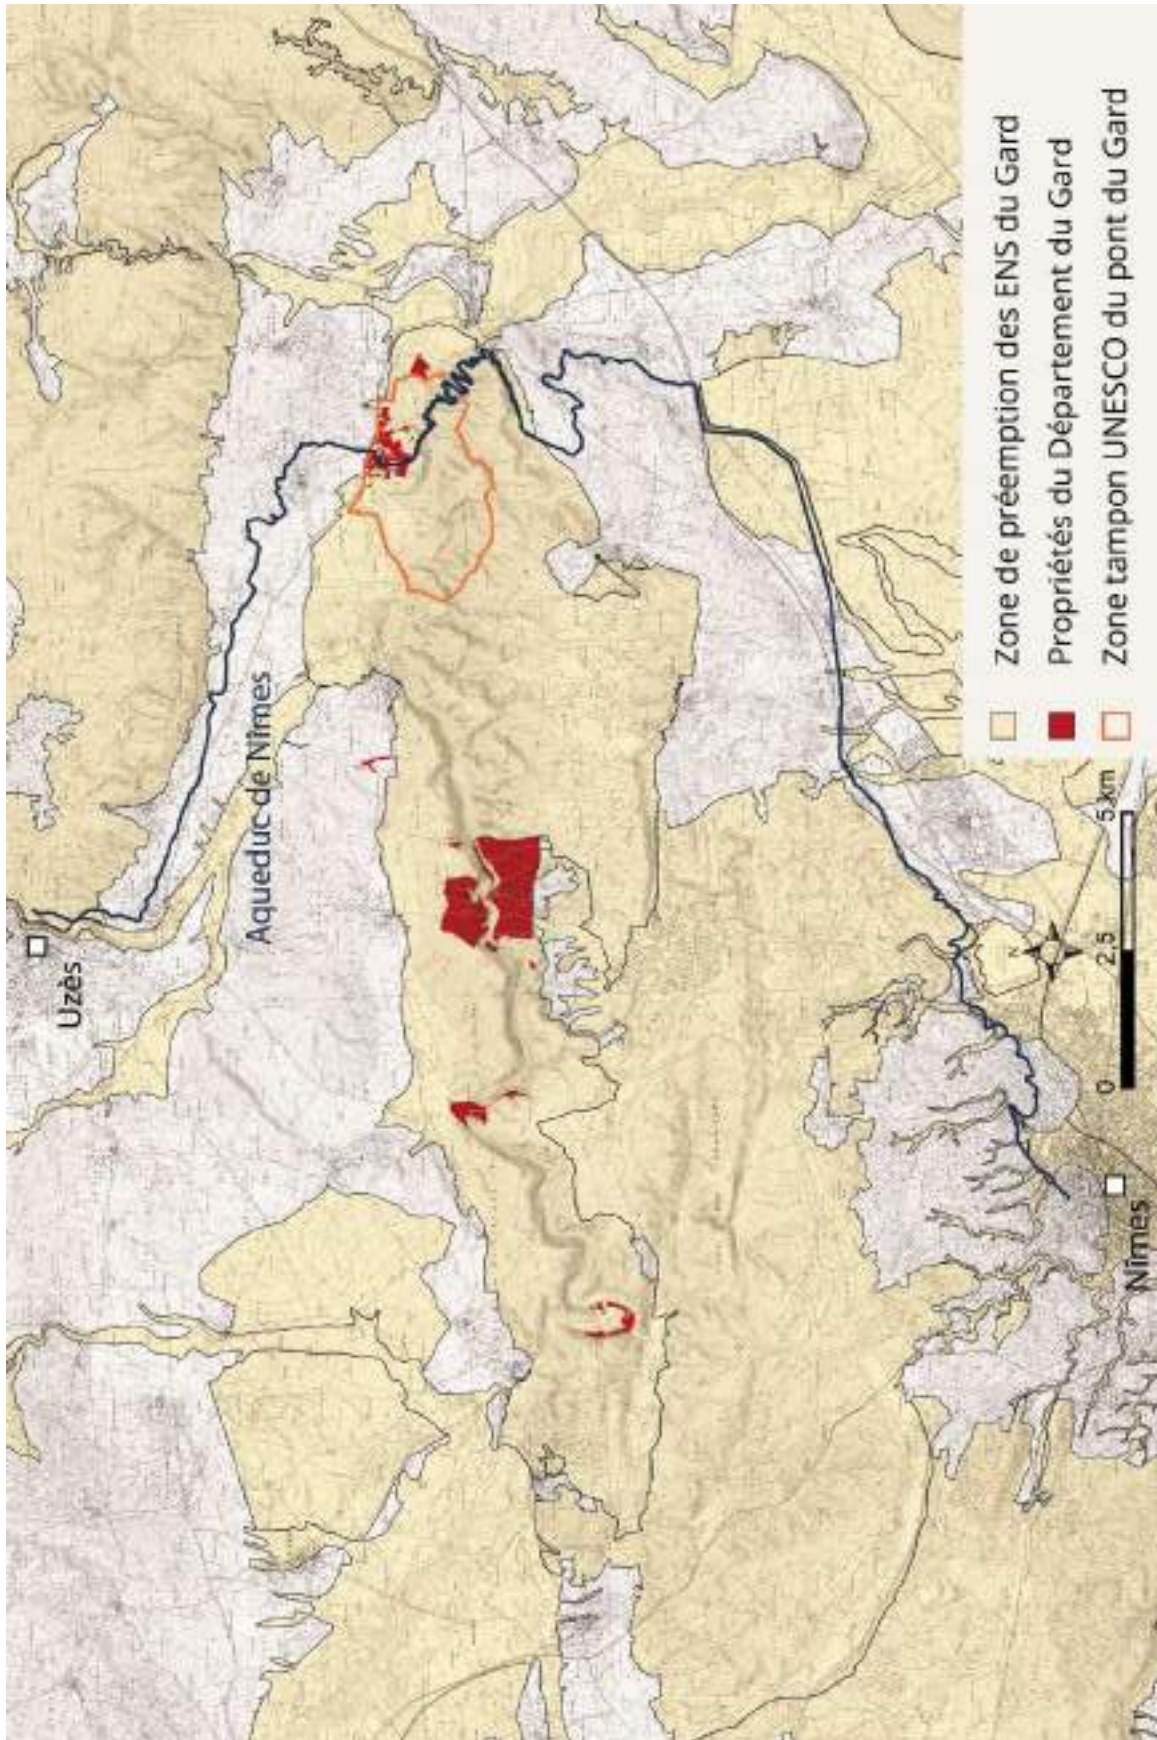 Uzès
Aqueduc de Nîmes
Nîmes
N
0
2,5
5 km
Zone de préemption des ENS du Gard
Propriétés du Département du Gard
Zone tampon UNESCO du pont du Gard